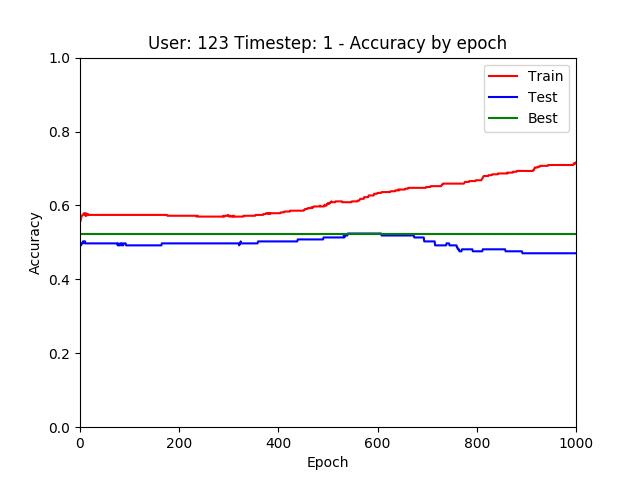 User: 123 Timestep: 1 - Accuracy by epoch
1.0
0.8
0.6
0.4
0.2
0.0
Accuracy
Train
Test
Best
0 200 400 600 800 1000
Epoch